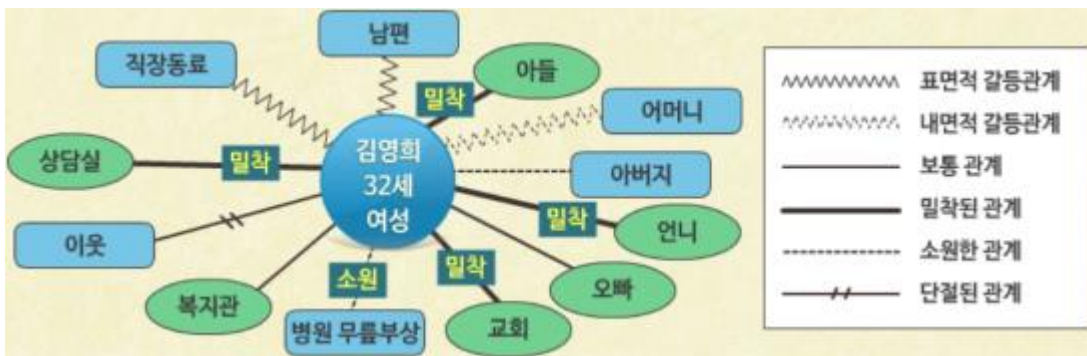 남편
직장동료
아들
밀착
어머니
상담실
밀착
김영희
32세
여성
아버지
밀착
언니
이웃
소원
밀착
오빠
복지관
병원 무릎부상
교회
표면적 갈등관계
내면적 갈등관계
보통 관계
밀착된 관계
소원한 관계
단절된 관계